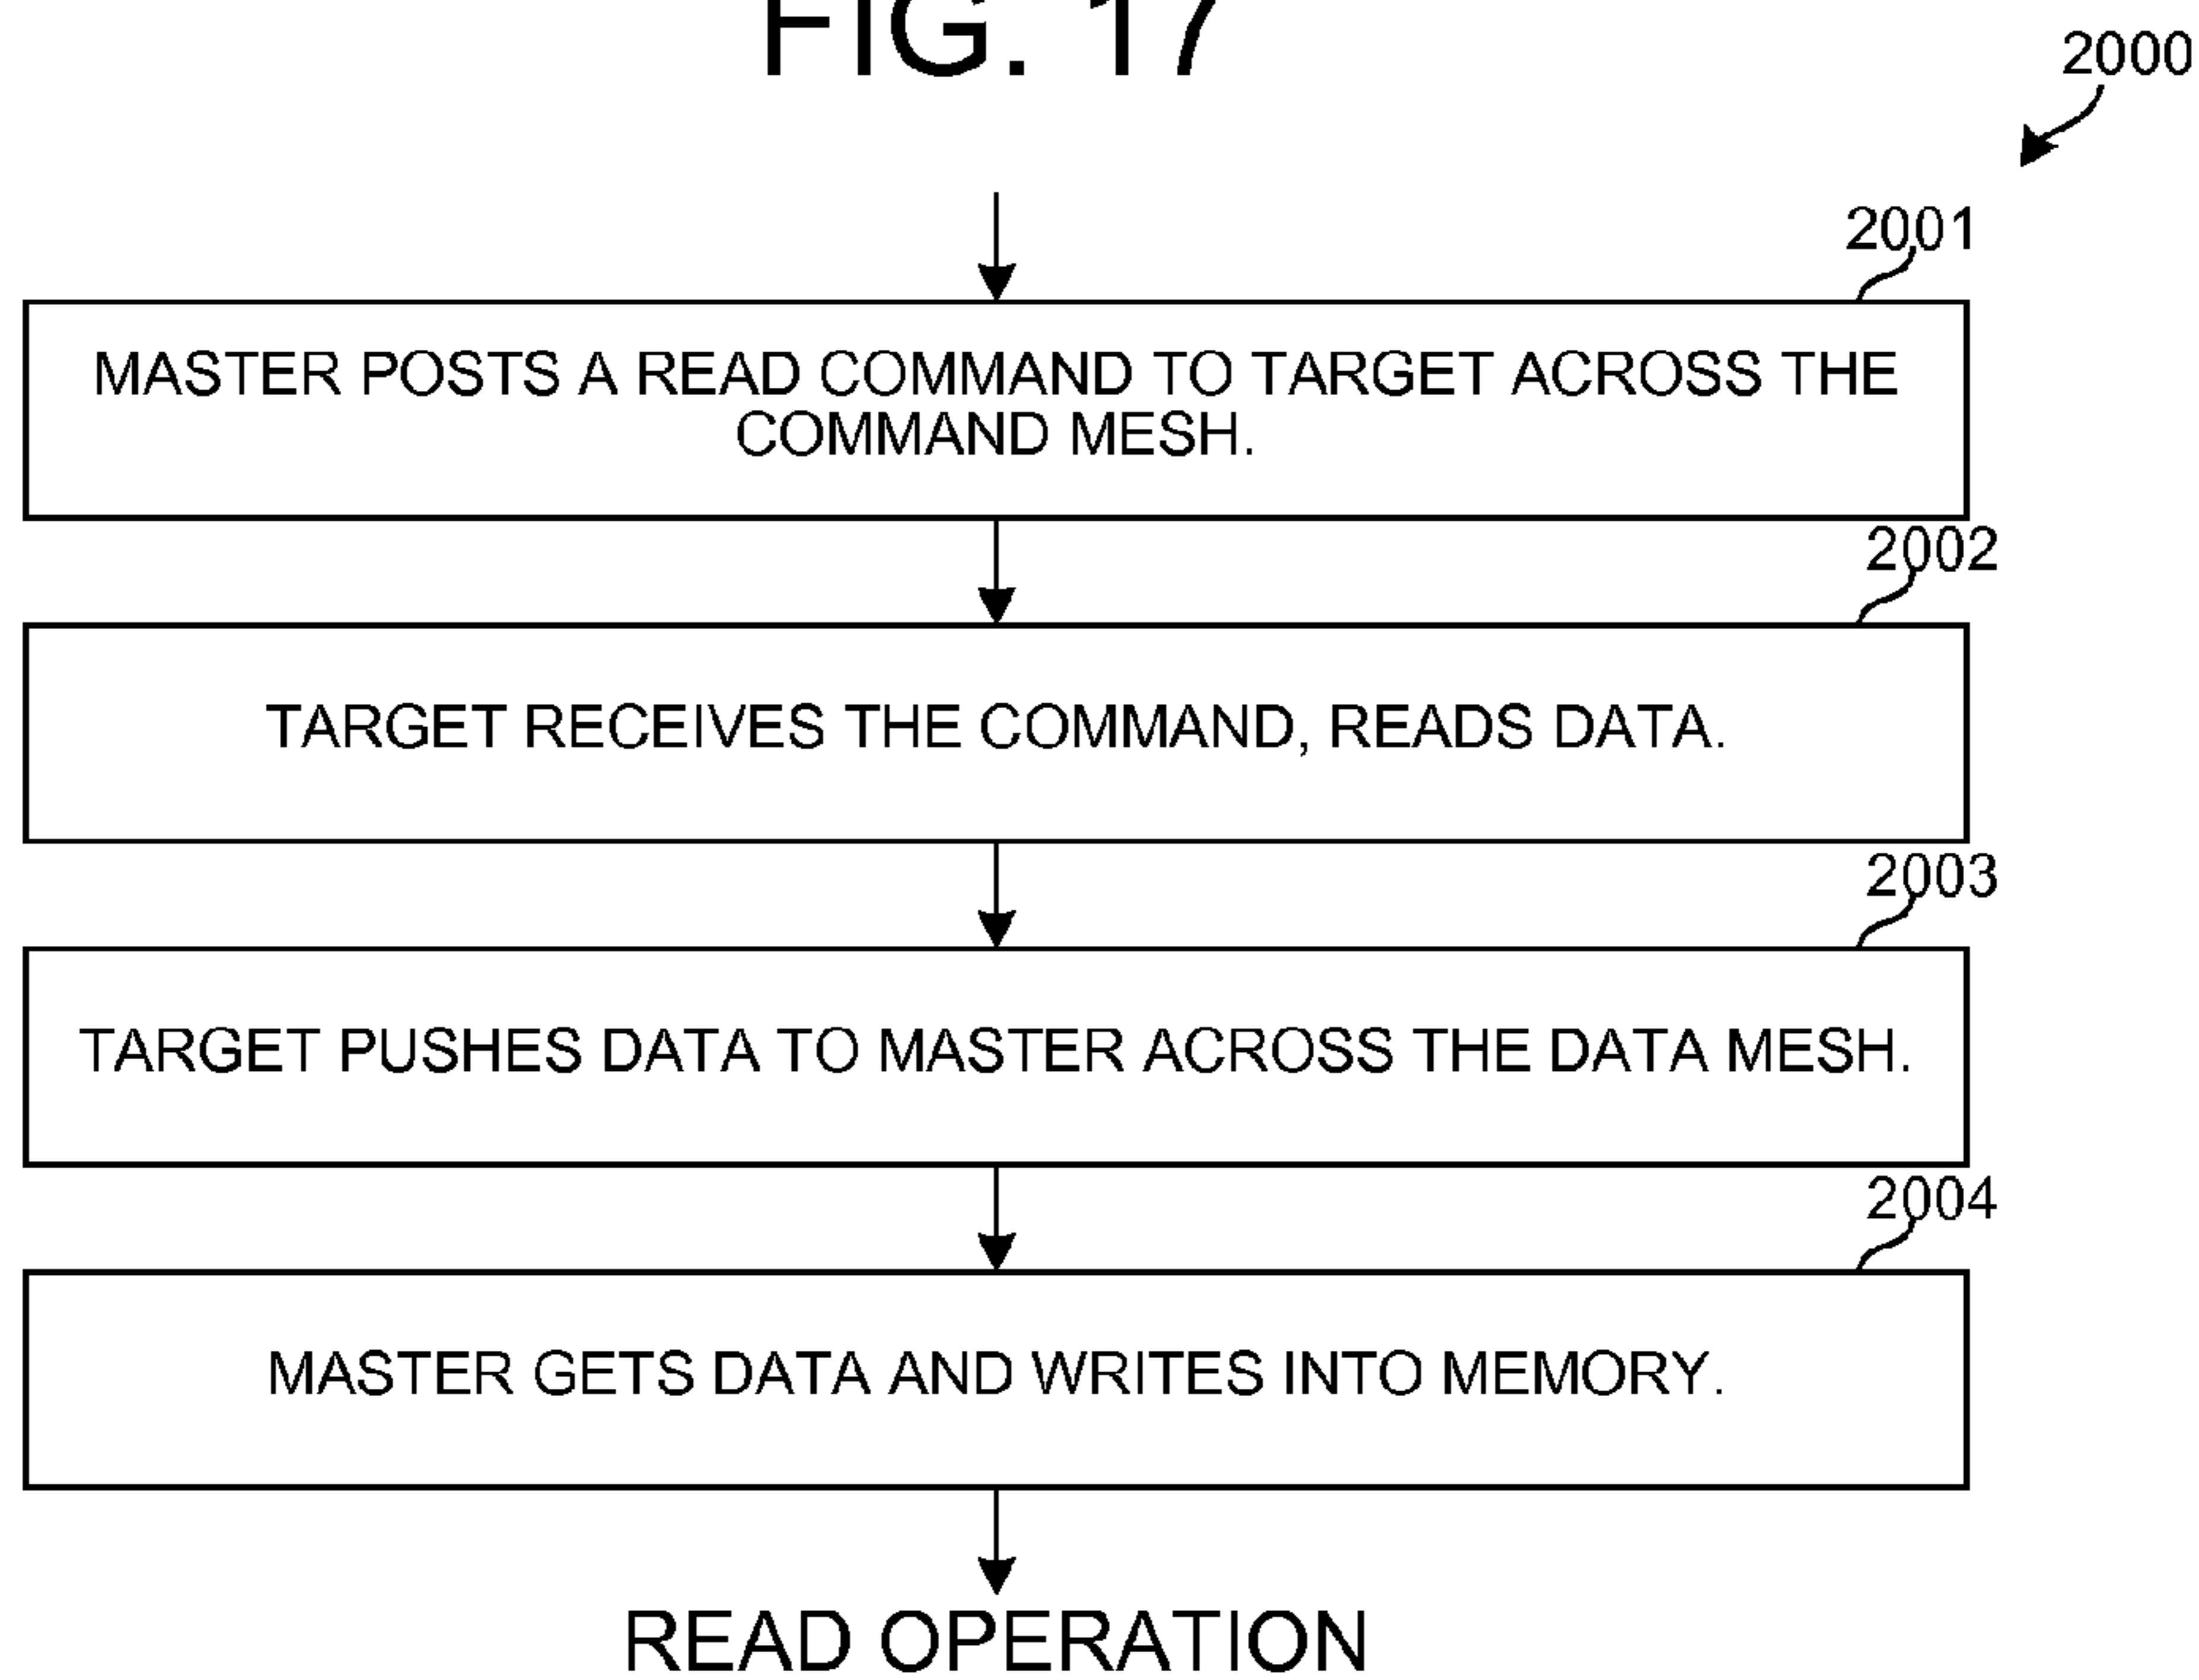 FIG. 17
2000
2001
MASTER POSTS A READ COMMAND TO TARGET ACROSS THE
COMMAND MESH.
2002
TARGET RECEIVES THE COMMAND, READS DATA.
2003
TARGET PUSHES DATA TO MASTER ACROSS THE DATA MESH.
2004
MASTER GETS DATA AND WRITES INTO MEMORY.
READ OPERATION